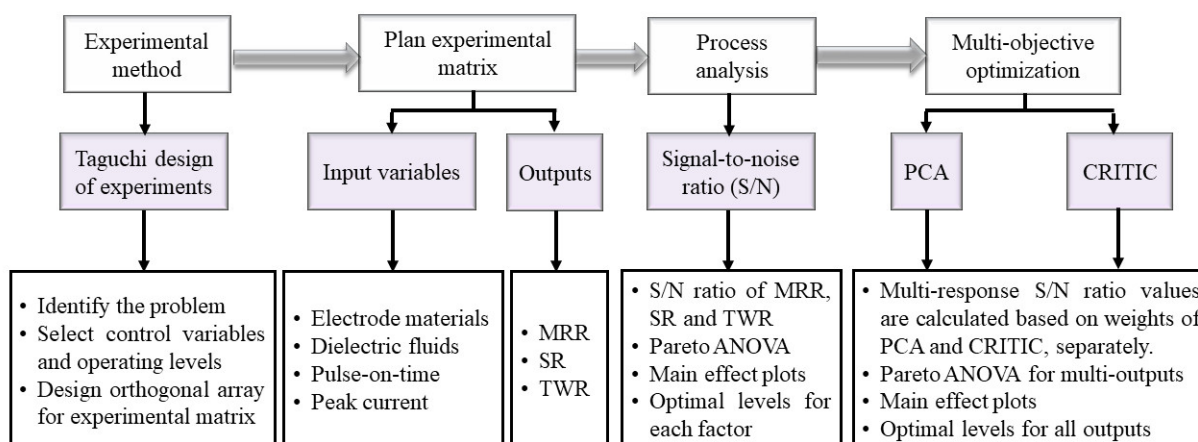 Experimental
method
Plan experimental
matrix
Process
analysis
Multi-objective
optimization
Taguchi design
of experiments
Input variables
Outputs
Signal-to-noise
ratio (S/N)
PCA
CRITIC
• Identify the problem
• Select control variables
and operating levels
• Design orthogonal array
for experimental matrix
• Electrode materials
• Dielectric fluids
• Pulse-on-time
• Peak current
• MRR
• SR
• TWR
• S/N ratio of MRR,
SR and TWR
• Pareto ANOVA
• Main effect plots
• Optimal levels for
each factor
• Multi-response S/N ratio values
are calculated based on weights of
PCA and CRITIC, separately.
• Pareto ANOVA for multi-outputs
• Main effect plots
• Optimal levels for all outputs